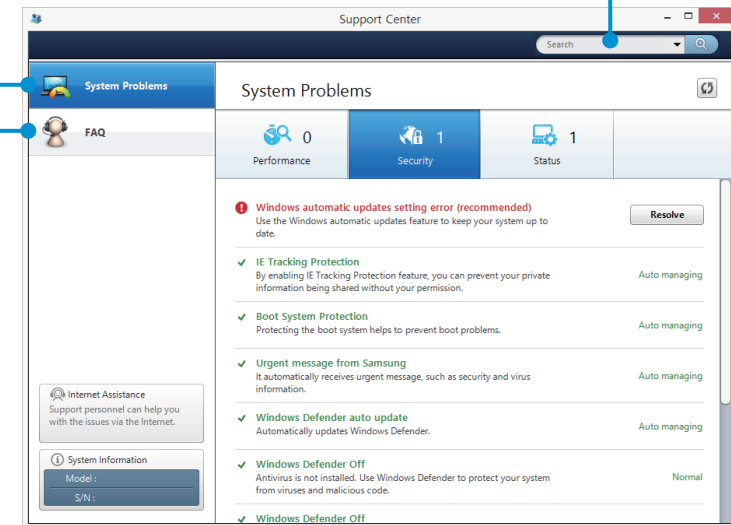 Support Center
Search
System Problems
FAQ
System Problems
0
Performance
1
Security
1
Status
Windows automatic updates setting error (recommended)
Use the Windows automatic updates feature to keep your system up to
date.
Resolve
IE Tracking Protection
By enabling IE Tracking Protection feature, you can prevent your private
information being shared without your permission.
Auto managing
Boot System Protection
Protecting the boot system helps to prevent boot problems.
Auto managing
Urgent message from Samsung
It automatically receives urgent message, such as security and virus
information.
Auto managing
Windows Defender auto update
Automatically updates Windows Defender.
Auto managing
Windows Defender Off
Antivirus is not installed. Use Windows Defender to protect your system
from viruses and malicious code.
Normal
Windows Defender Off
Internet Assistance
Support personnel can help you
with the issues via the Internet.
System Information
Model :
S/N :